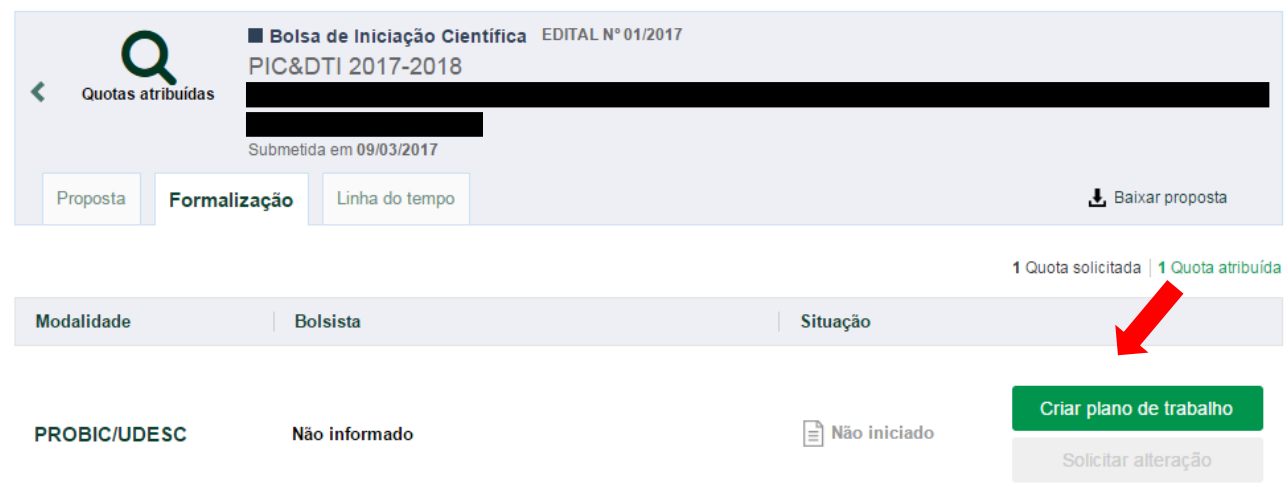 Bolsa de Iniciação Científica EDITAL Nº 01/2017
PIC&DTI 2017-2018
Quotas atribuídas
Submetida em 09/03/2017
Proposta Formalização Linha do tempo Baixar proposta
1 Quota solicitada | 1 Quota atribuída
Modalidade Bolsista Situação
Criar plano de trabalho
PROBIC/UDESC Não informado Não iniciado
Solicitar alteração